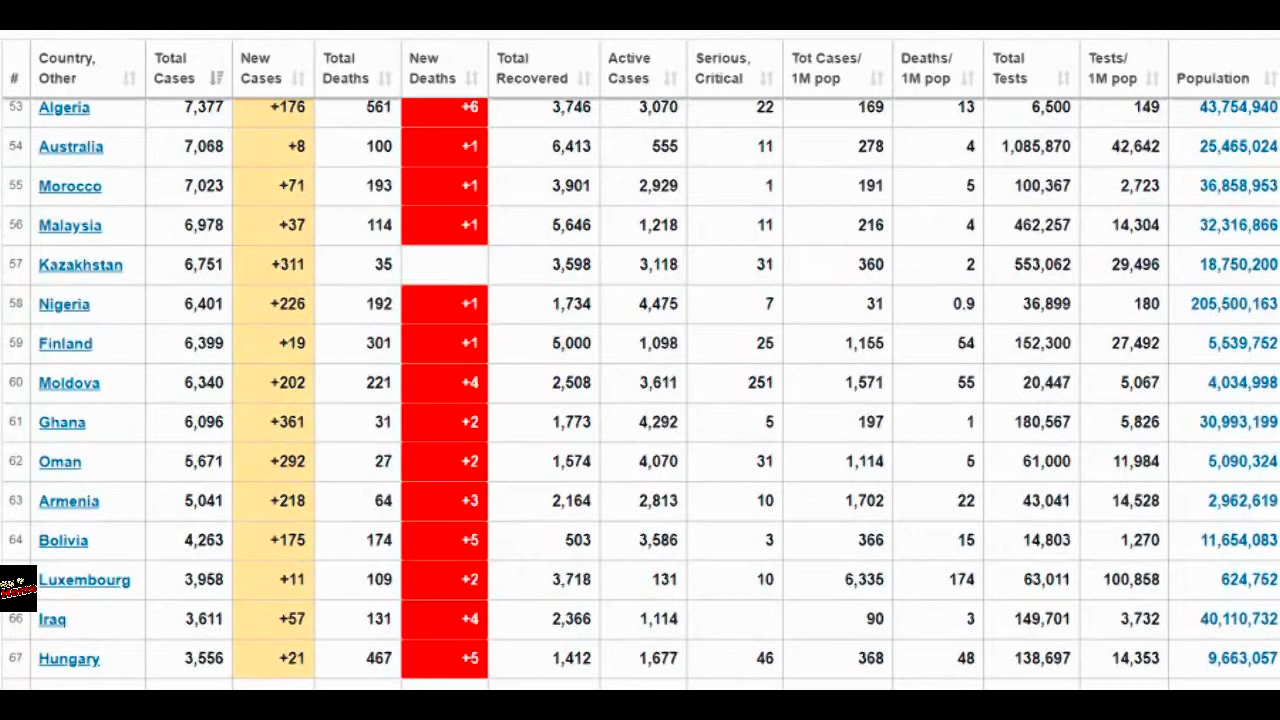 # Country, Other Total Cases New Cases Total Deaths New Deaths Total Recovered Active Cases Serious, Critical Tot Cases/ 1M pop Deaths/ 1M pop Total Tests Tests/ 1M pop Population
53 Algeria 7,377 +176 561 +6 3,746 3,070 22 169 13 6,500 149 43,754,940
54 Australia 7,068 +8 100 +1 6,413 555 11 278 4 1,085,870 42,642 25,465,024
55 Morocco 7,023 +71 193 +1 3,901 2,929 1 191 5 100,367 2,723 36,858,953
56 Malaysia 6,978 +37 114 +1 5,646 1,218 11 216 4 462,257 14,304 32,316,866
57 Kazakhstan 6,751 +311 35 3,598 3,118 31 360 2 553,062 29,496 18,750,200
58 Nigeria 6,401 +226 192 +1 1,734 4,475 7 31 0.9 36,899 180 205,500,163
59 Finland 6,399 +19 301 +1 5,000 1,098 25 1,155 54 152,300 27,492 5,539,752
60 Moldova 6,340 +202 221 +4 2,508 3,611 251 1,571 55 20,447 5,067 4,034,998
61 Ghana 6,096 +361 31 +2 1,773 4,292 5 197 1 180,567 5,826 30,993,199
62 Oman 5,671 +292 27 +2 1,574 4,070 31 1,114 5 61,000 11,984 5,090,324
63 Armenia 5,041 +218 64 +3 2,164 2,813 10 1,702 22 43,041 14,528 2,962,619
64 Bolivia 4,263 +175 174 +5 503 3,586 3 366 15 14,803 1,270 11,654,083
Luxembourg 3,958 +11 109 +2 3,718 131 10 6,335 174 63,011 100,858 624,752
66 Iraq 3,611 +57 131 +4 2,366 1,114 90 3 149,701 3,732 40,110,732
67 Hungary 3,556 +21 467 +5 1,412 1,677 46 368 48 138,697 14,353 9,663,057